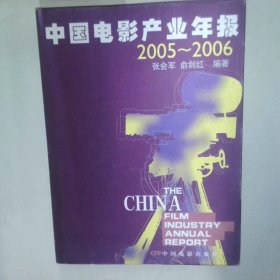 中国电影产业年报
2005~2006
张会军 俞剑红 编著
THE
CHINA
FILM
INDUSTRY
ANNUAL
REPORT
中国电影出版社